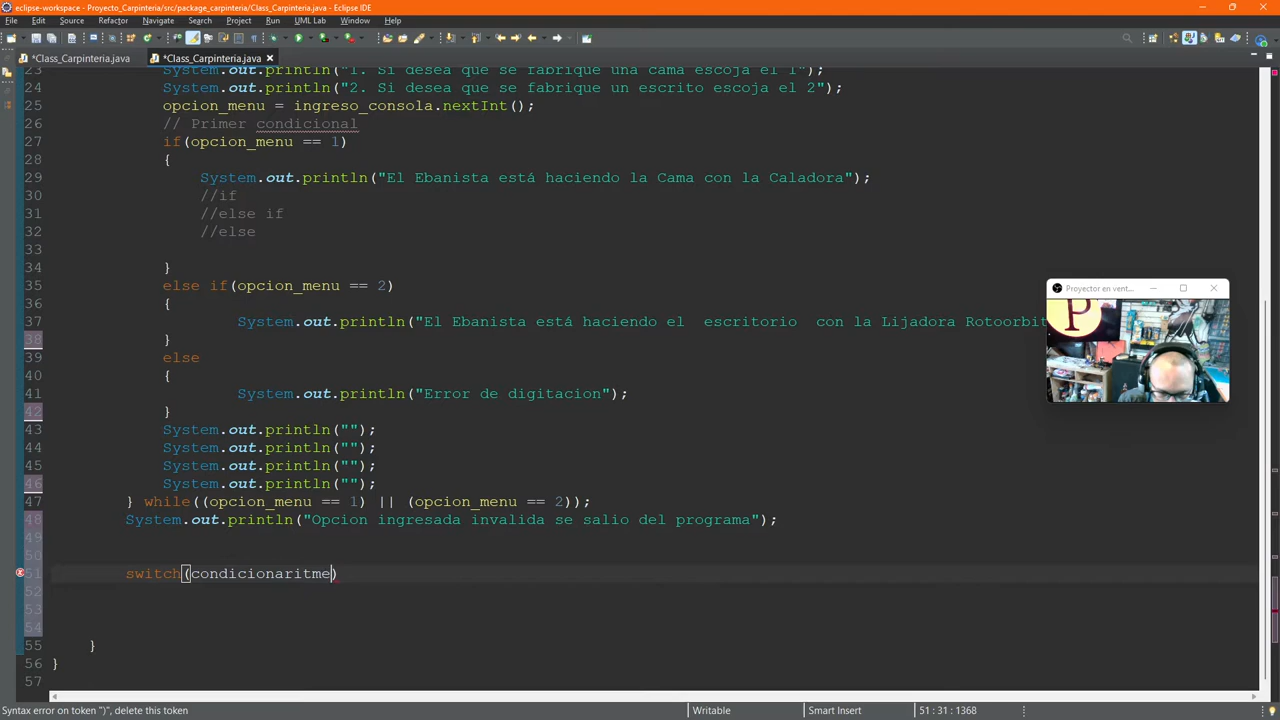 eclipse-workspace - Proyecto_Carpinteria/src/package_carpinteria/Class_Carpinteria.java - Eclipse IDE
File Edit Source Refactor Navigate Search Project Run UML Lab Window Help
*Class_Carpinteria.java *Class_Carpinteria.java
23 System.out.println("1. Si desea que se fabrique una cama escoja el 1");
24 System.out.println("2. Si desea que se fabrique un escrito escoja el 2");
25 opcion_menu = ingreso_consola.nextInt();
26 // Primer condicional
27 if(opcion_menu == 1)
28 {
29 System.out.println("El Ebanista está haciendo la Cama con la Caladora");
30 //if
31 //else if
32 //else
33
34 }
35 else if(opcion_menu == 2)
36 {
37 System.out.println("El Ebanista está haciendo el  escritorio  con la Lijadora Rotoorbit
38 }
39 else
40 {
41 System.out.println("Error de digitacion");
42 }
43 System.out.println("");
44 System.out.println("");
45 System.out.println("");
46 System.out.println("");
47 } while((opcion_menu == 1) || (opcion_menu == 2));
48 System.out.println("Opcion ingresada invalida se salio del programa");
49
50
51 switch(condicionaritme)
52
53
54
55 }
56 }
57
Proyector en vent...
P
Syntax error on token ")", delete this token Writable Smart Insert 51 : 31 : 1368